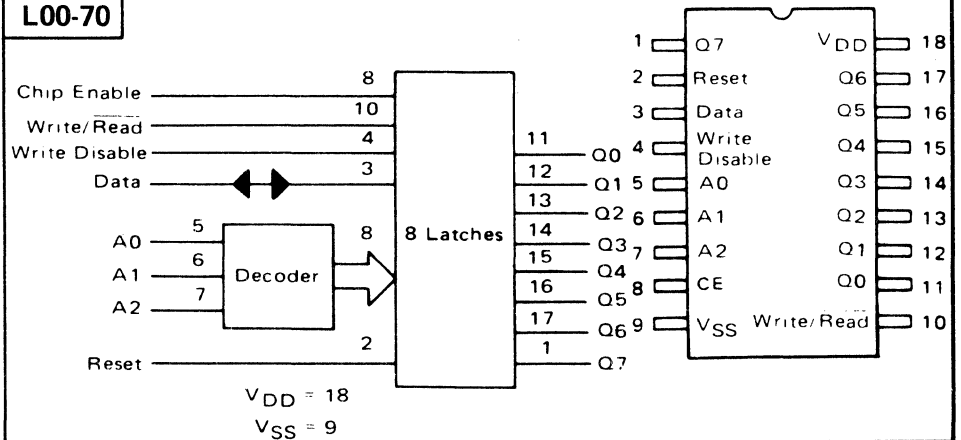 L00-70
Chip Enable 8
Write/Read 10
Write Disable 4
Data 3
A0 5
A1 6
A2 7
Decoder
8
8 Latches
Reset 2
11 Q0
12 Q1
13 Q2
14 Q3
15 Q4
16 Q5
17 Q6
1 Q7
VDD = 18
VSS = 9
1 Q7 VDD 18
2 Reset Q6 17
3 Data Q5 16
4 Write Disable Q4 15
5 A0 Q3 14
6 A1 Q2 13
7 A2 Q1 12
8 CE Q0 11
9 VSS Write/Read 10